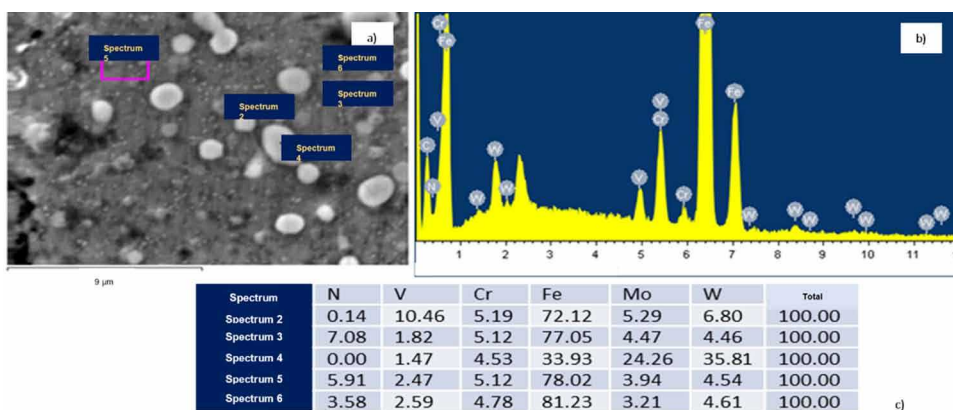 a)
Spectrum
5
Spectrum
6
Spectrum
3
Spectrum
2
Spectrum
4
9 µm
b)
Cr Fe Fe
V V Cr Fe
C W V
N W W Cr W W W W W W W
1 2 3 4 5 6 7 8 9 10 11
Spectrum N V Cr Fe Mo W Total
Spectrum 2 0.14 10.46 5.19 72.12 5.29 6.80 100.00
Spectrum 3 7.08 1.82 5.12 77.05 4.47 4.46 100.00
Spectrum 4 0.00 1.47 4.53 33.93 24.26 35.81 100.00
Spectrum 5 5.91 2.47 5.12 78.02 3.94 4.54 100.00
Spectrum 6 3.58 2.59 4.78 81.23 3.21 4.61 100.00
c)